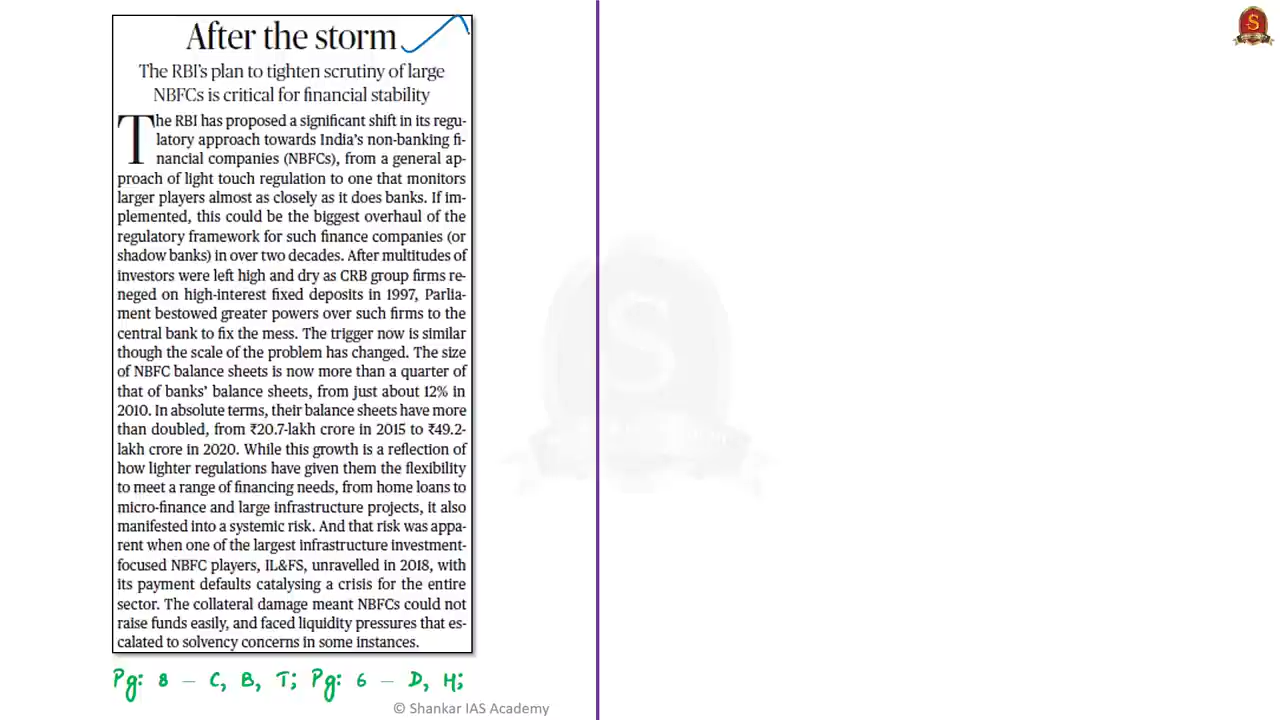 After the storm
The RBI's plan to tighten scrutiny of large
NBFCs is critical for financial stability
The RBI has proposed a significant shift in its regu-
latory approach towards India's non-banking fi-
nancial companies (NBFCs), from a general ap-
proach of light touch regulation to one that monitors
larger players almost as closely as it does banks. If im-
plemented, this could be the biggest overhaul of the
regulatory framework for such finance companies (or
shadow banks) in over two decades. After multitudes of
investors were left high and dry as CRB group firms re-
neged on high-interest fixed deposits in 1997, Parlia-
ment bestowed greater powers over such firms to the
central bank to fix the mess. The trigger now is similar
though the scale of the problem has changed. The size
of NBFC balance sheets is now more than a quarter of
that of banks' balance sheets, from just about 12% in
2010. In absolute terms, their balance sheets have more
than doubled, from ₹20.7-lakh crore in 2015 to ₹49.2-
lakh crore in 2020. While this growth is a reflection of
how lighter regulations have given them the flexibility
to meet a range of financing needs, from home loans to
micro-finance and large infrastructure projects, it also
manifested into a systemic risk. And that risk was appa-
rent when one of the largest infrastructure investment-
focused NBFC players, IL&FS, unravelled in 2018, with
its payment defaults catalysing a crisis for the entire
sector. The collateral damage meant NBFCs could not
raise funds easily, and faced liquidity pressures that es-
calated to solvency concerns in some instances.
Pg: 8 – C, B, T; Pg: 6 – D, H;
© Shankar IAS Academy
S
S